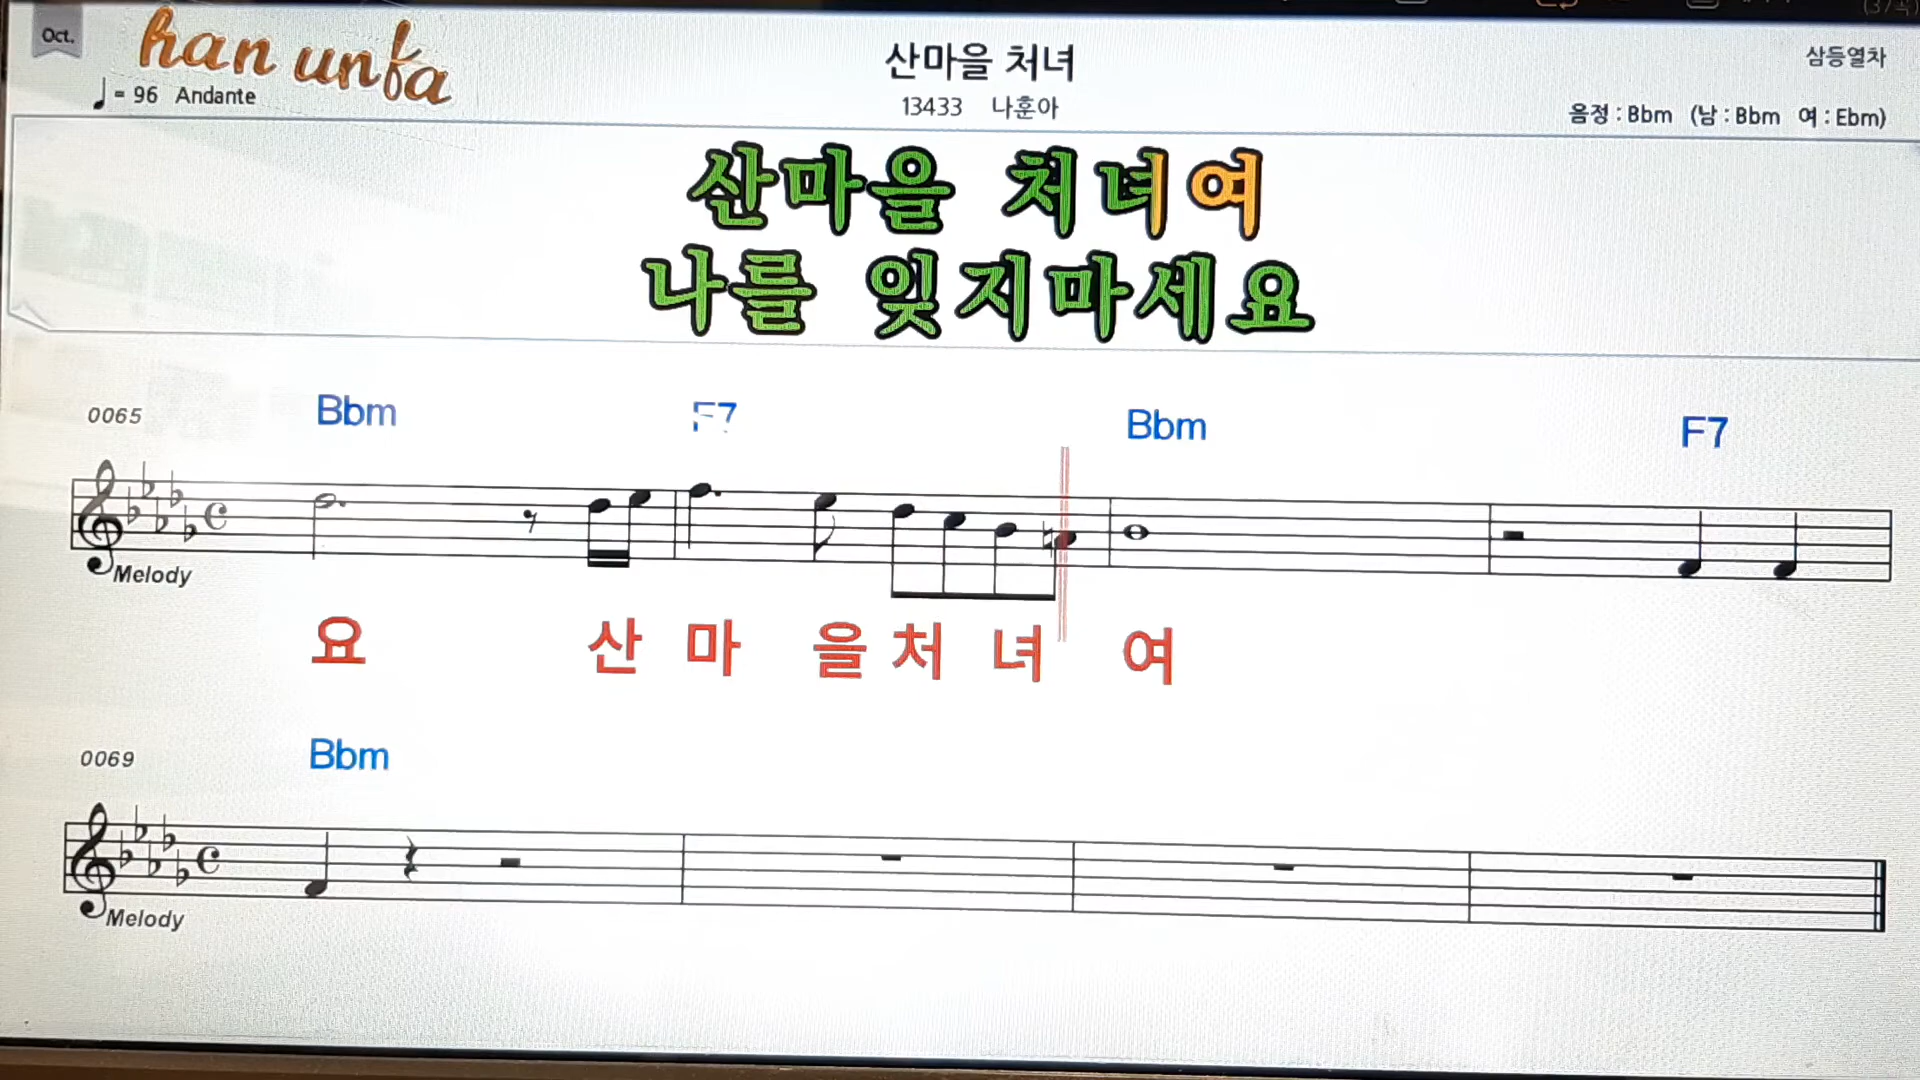 Oct.
han unfa
산마을 처녀
삼등열차
♩= 96 Andante
13433 나훈아
음정 : Bbm (남 : Bbm 여 : Ebm)
산마을 처녀여
나를 잊지마세요
0065
Bbm F7 Bbm F7
Melody
요 산 마 을 처 녀 여
0069
Bbm
Melody